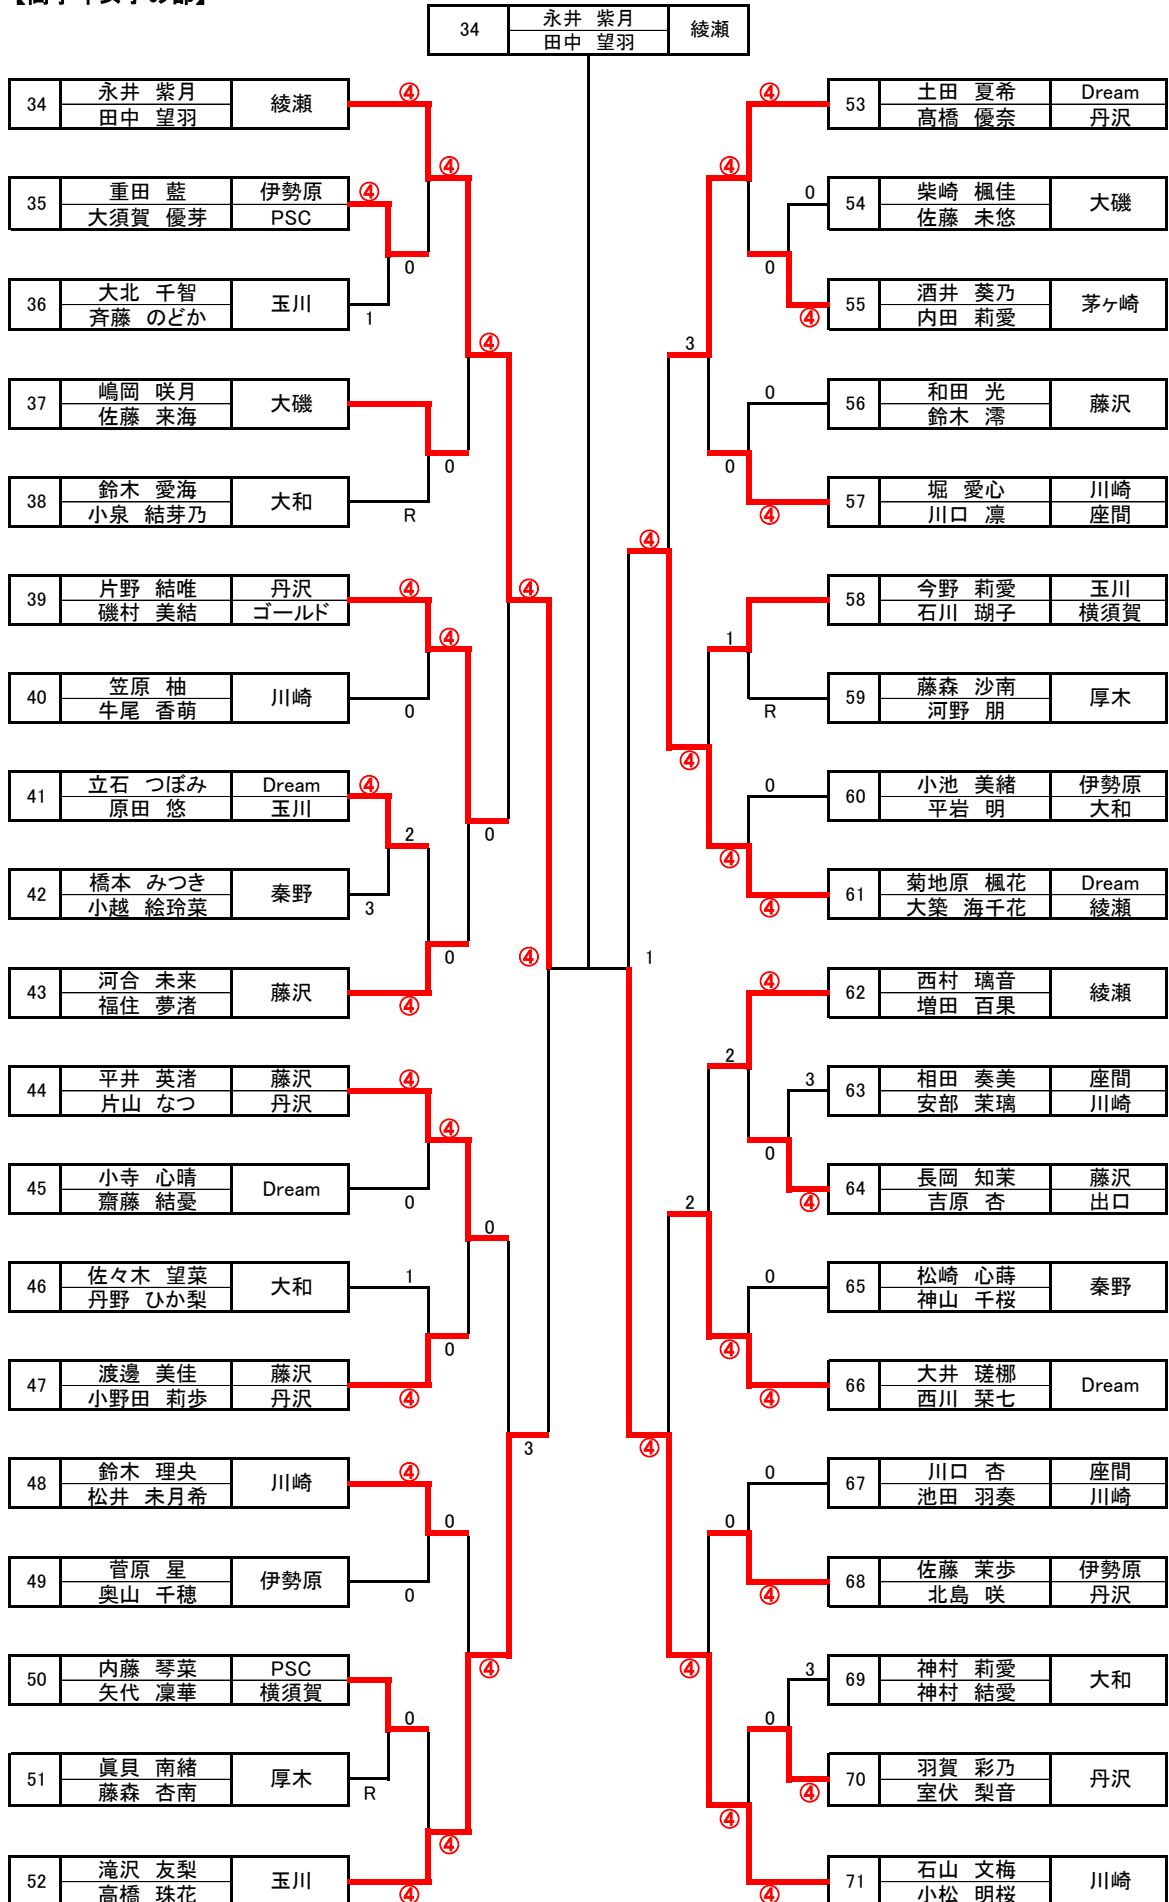 34 永井 紫月 綾瀬
田中 望羽
34 永井 紫月 綾瀬
田中 望羽
35 重田 藍 伊勢原
大須賀 優芽 PSC
36 大北 千智 玉川
斉藤 のどか
37 嶋岡 咲月 大磯
佐藤 来海
38 鈴木 愛海 大和
小泉 結芽乃
39 片野 結唯 丹沢
磯村 美結 ゴールド
40 笠原 柚 川崎
牛尾 香萌
41 立石 つぼみ Dream
原田 悠 玉川
42 橋本 みつき 秦野
小越 絵玲菜
43 河合 未来 藤沢
福住 夢渚
44 平井 英渚 藤沢
片山 なつ 丹沢
45 小寺 心晴 Dream
齋藤 結憂
46 佐々木 望菜 大和
丹野 ひか梨
47 渡邊 美佳 藤沢
小野田 莉歩 丹沢
48 鈴木 理央 川崎
松井 未月希
49 菅原 星 伊勢原
奥山 千穂
50 内藤 琴菜 PSC
矢代 凜華 横須賀
51 眞貝 南緒 厚木
藤森 杏南
52 滝沢 友梨 玉川
高橋 珠花
④
④
④
0
1
④
0
R
④
④
④
0
④
2
0
3
0
④
④
④
④
0
0
1
0
④
3
④
0
0
④
0
R
④
④
53 土田 夏希 Dream
髙橋 優奈 丹沢
54 柴崎 楓佳 大磯
佐藤 未悠
55 酒井 葵乃 茅ヶ崎
内田 莉愛
56 和田 光 藤沢
鈴木 澪
57 堀 愛心 川崎
川口 凛 座間
58 今野 莉愛 玉川
石川 瑚子 横須賀
59 藤森 沙南 厚木
河野 朋
60 小池 美緒 伊勢原
平岩 明 大和
61 菊地原 楓花 Dream
大築 海千花 綾瀬
62 西村 璃音 綾瀬
増田 百果
63 相田 奏美 座間
安部 茉璃 川崎
64 長岡 知茉 藤沢
吉原 杏 出口
65 松崎 心蒔 秦野
神山 千桜
66 大井 瑳梛 Dream
西川 栞七
67 川口 杏 座間
池田 羽奏 川崎
68 佐藤 茉歩 伊勢原
北島 咲 丹沢
69 神村 莉愛 大和
神村 結愛
70 羽賀 彩乃 丹沢
室伏 梨音
71 石山 文梅 川崎
小松 明桜
④
④
0
0
④
3
0
0
④
④
1
R
④
0
④
④
1
④
2
3
0
④
2
0
④
④
④
0
0
④
④
3
0
④
④
④